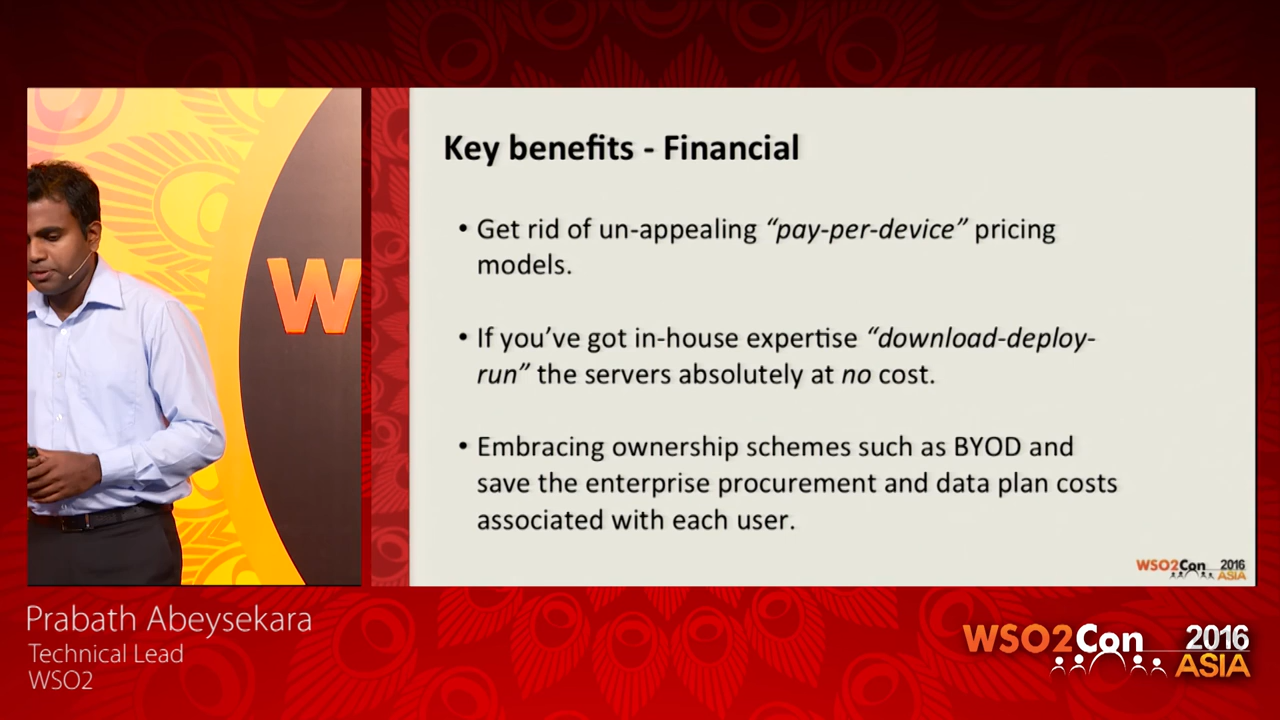 W
Key benefits - Financial
• Get rid of un-appealing “pay-per-device” pricing
models.
• If you’ve got in-house expertise “download-deploy-
run” the servers absolutely at no cost.
• Embracing ownership schemes such as BYOD and
save the enterprise procurement and data plan costs
associated with each user.
WSO2Con 2016
ASIA
Prabath Abeysekara
Technical Lead
WSO2
WSO2Con 2016
ASIA